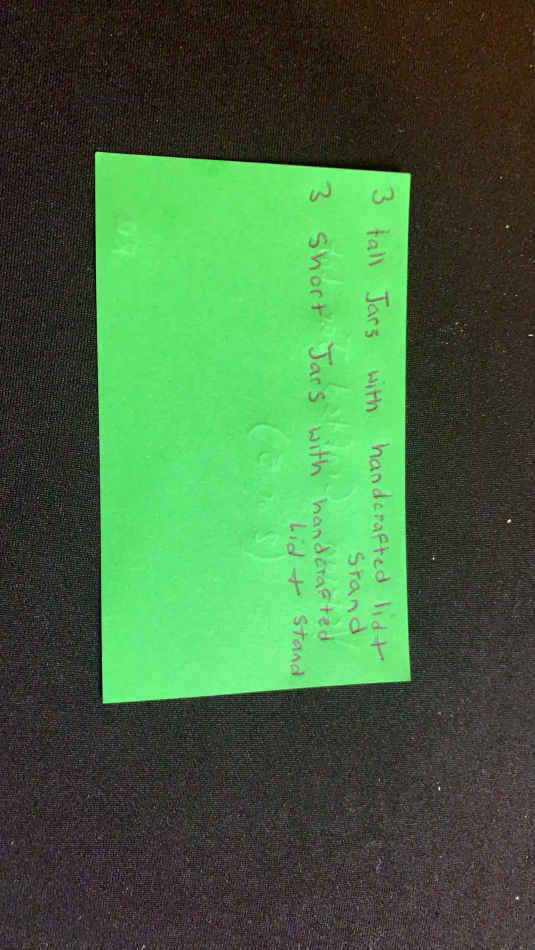 3 tall Jars with handcrafted lid +
Stand
3 short Jars with handcrafted
Lid + Stand